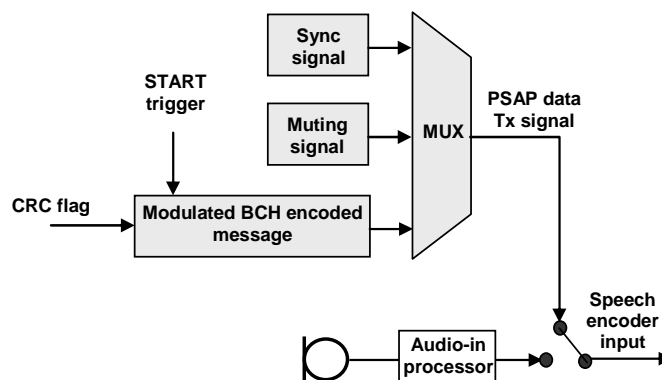 Sync
signal
START
trigger
PSAP data
Tx signal
Muting
signal
MUX
CRC flag
Modulated BCH encoded
message
Speech
encoder
input
Audio-in
processor